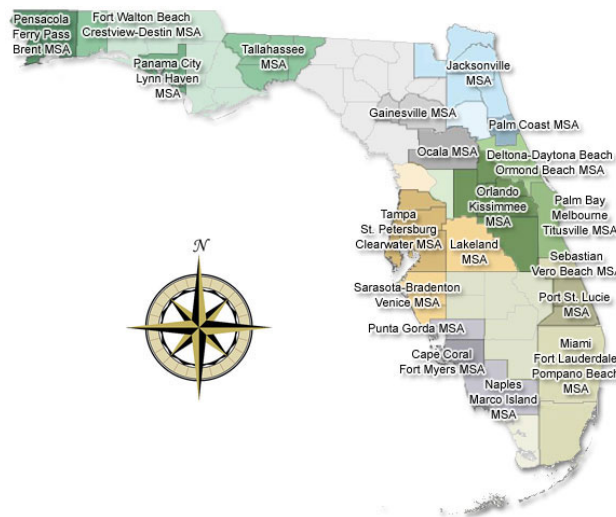 Pensacola
Ferry Pass
Brent MSA
Fort Walton Beach
Crestview-Destin MSA
Panama City
Lynn Haven
MSA
Tallahassee
MSA
Jacksonville
MSA
Gainesville MSA
Palm Coast MSA
Ocala MSA
Deltona-Daytona Beach
Ormond Beach MSA
Orlando
Kissimmee
MSA
Palm Bay
Melbourne
Titusville MSA
Tampa
St. Petersburg
Clearwater MSA
Lakeland
MSA
Sebastian
Vero Beach MSA
Sarasota-Bradenton
Venice MSA
Port St. Lucie
MSA
Punta Gorda MSA
Cape Coral
Fort Myers MSA
Miami
Fort Lauderdale
Pompano Beach
MSA
Naples
Marco Island
MSA
N